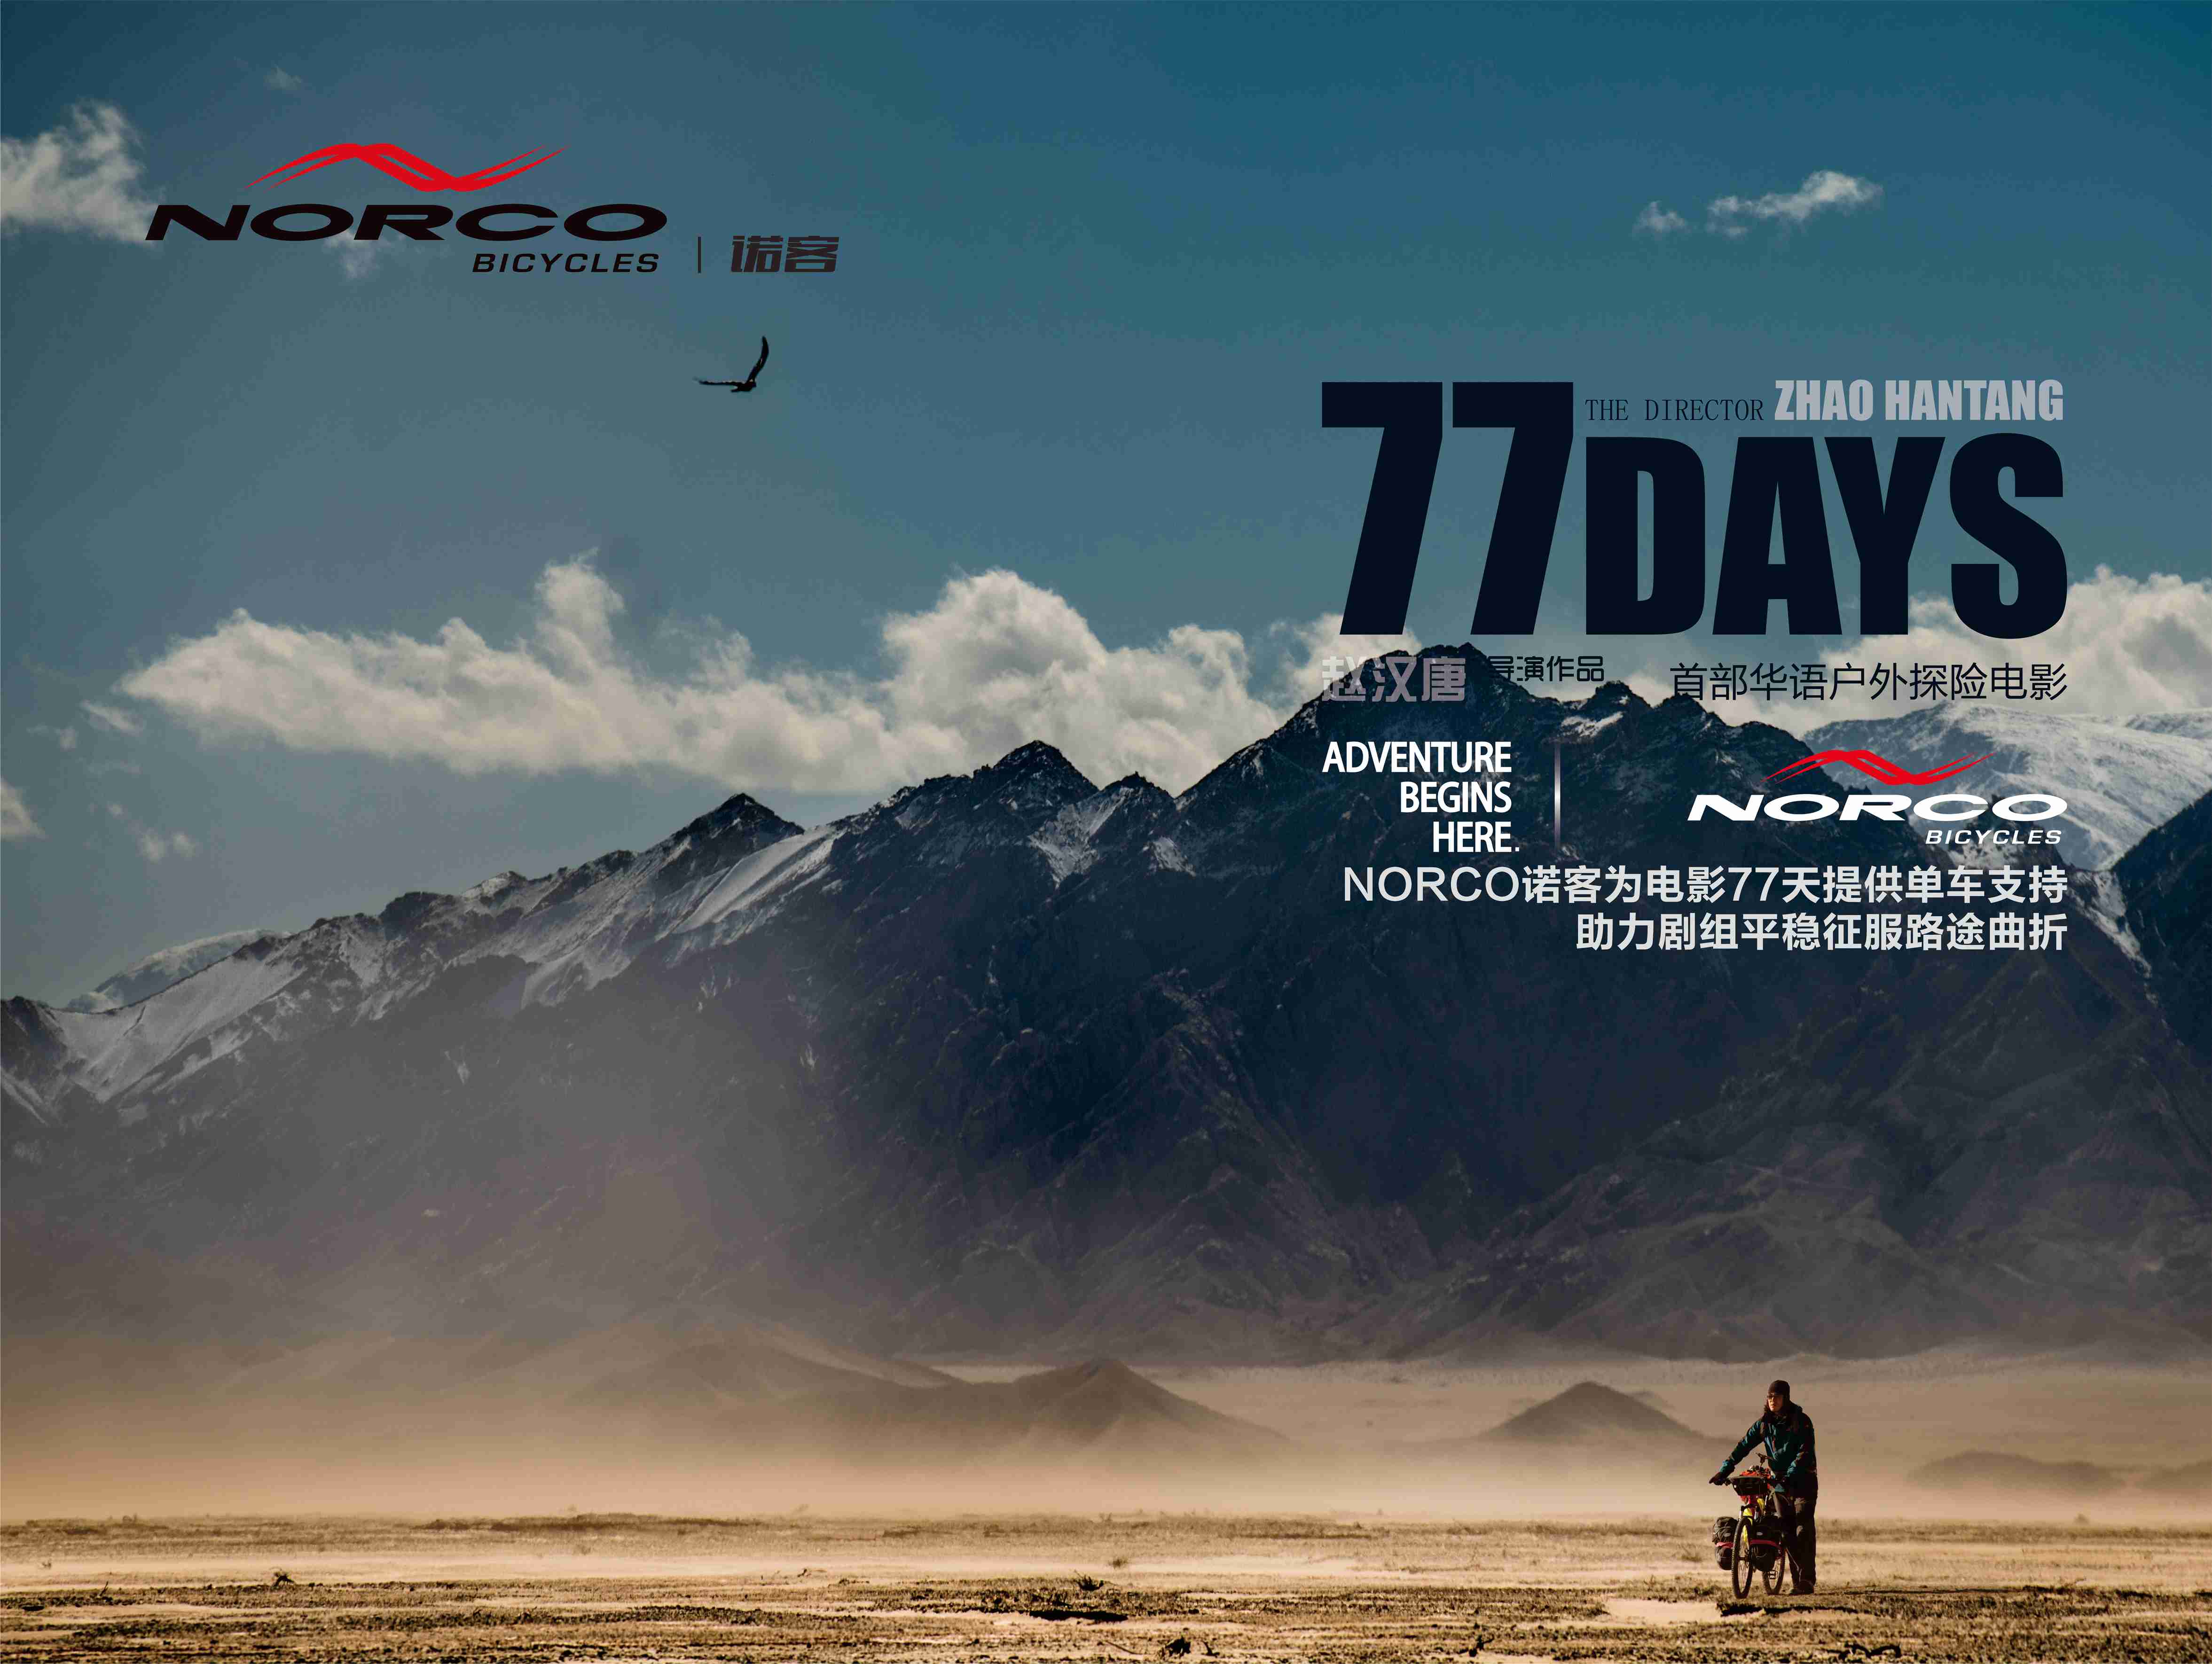 NORCO
BICYCLES | 诺客
THE DIRECTOR ZHAO HANTANG
77DAYS
赵汉唐 导演作品 首部华语户外探险电影
ADVENTURE
BEGINS
HERE.
NORCO
BICYCLES
NORCO诺客为电影77天提供单车支持
助力剧组平稳征服路途曲折